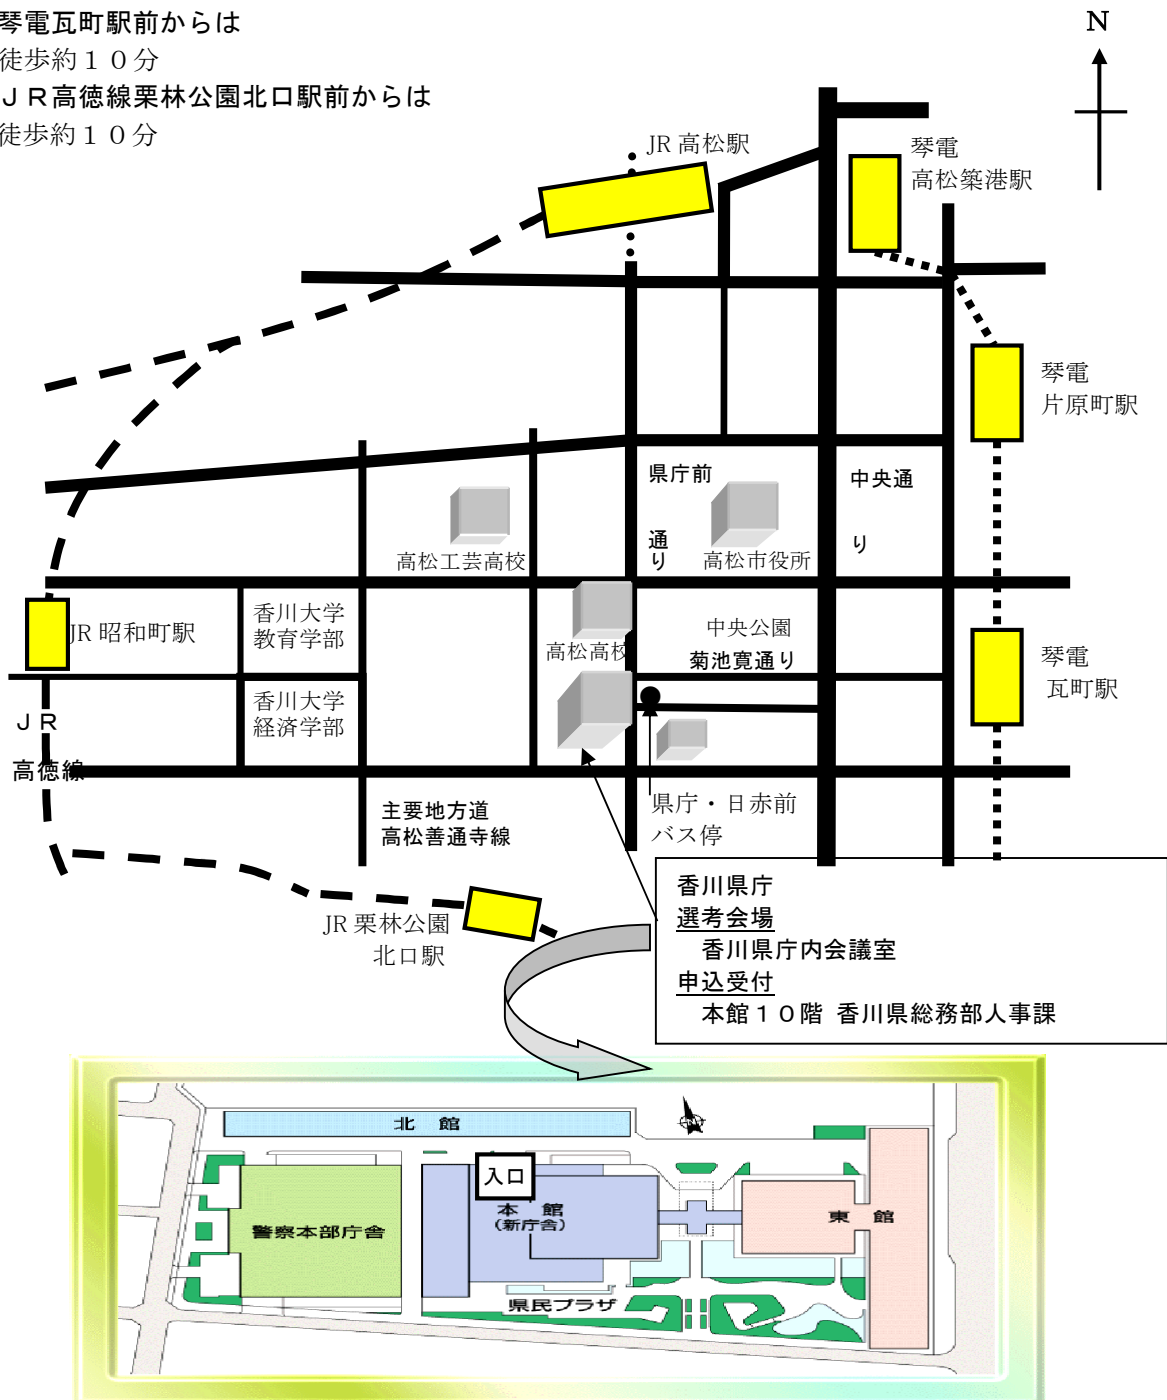 琴電瓦町駅前からは
徒歩約１０分
ＪＲ高徳線栗林公園北口駅前からは
徒歩約１０分
N
JR 高松駅
琴電
高松築港駅
琴電
片原町駅
県庁前
通
り
中央通
り
高松工芸高校
高松市役所
JR 昭和町駅
香川大学
教育学部
高松高校
中央公園
菊池寛通り
琴電
瓦町駅
香川大学
経済学部
ＪＲ
高徳線
主要地方道
高松善通寺線
県庁・日赤前
バス停
JR 栗林公園
北口駅
香川県庁
選考会場
香川県庁内会議室
申込受付
本館１０階 香川県総務部人事課
北 館
入口
本 館
（新庁舎）
警察本部庁舎
東 館
県民プラザ